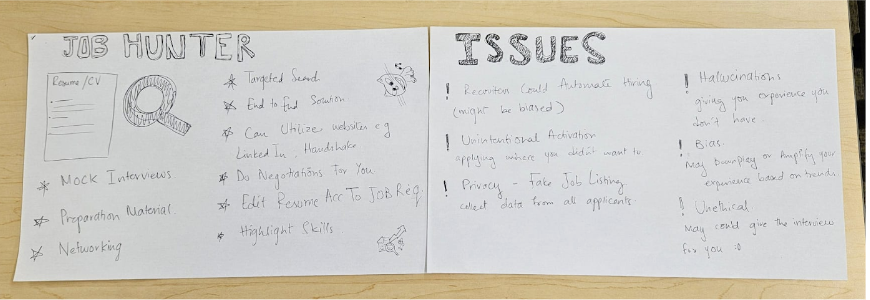 JOB HUNTER
Resume/CV
* Mock Interviews
* Preparation Material
* Networking
* Targeted Search
* End to End Solution
* Can Utilize websites e.g
LinkedIn, Handshake
* Do Negotiations For You
* Edit Resume Acc To JOB Req.
* Highlight Skills
ISSUES
! Recruiters Could Automate Hiring
(might be biased)
! Unintentional Activation
applying where you didn't want to
! Privacy - Fake Job Listing
collect data from all applicants.
! Hallucinations
giving you experience you
don't have.
! Bias.
May Downplay or Amplify your
experience based on trends
! Unethical.
May could give the interview
for you :0